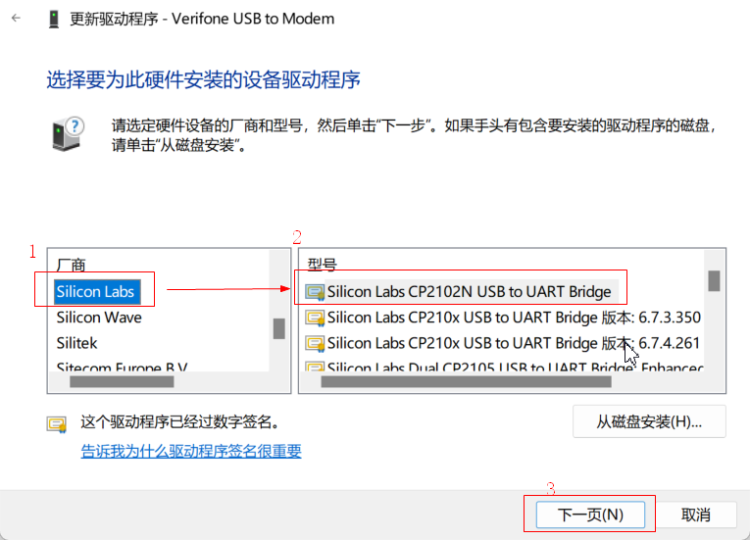 更新驱动程序 - Verifone USB to Modem
选择要为此硬件安装的设备驱动程序
请选定硬件设备的厂商和型号，然后单击"下一步"。如果手头有包含要安装的驱动程序的磁盘，
请单击"从磁盘安装"。
1
2
厂商
Silicon Labs
Silicon Wave
Silitek
Sitecom Europe B.V.
型号
Silicon Labs CP2102N USB to UART Bridge
Silicon Labs CP210x USB to UART Bridge 版本: 6.7.3.350
Silicon Labs CP210x USB to UART Bridge 版本: 6.7.4.261
Silicon Labs Dual CP2105 USB to UART Bridge: Enhanced
这个驱动程序已经过数字签名。
告诉我为什么驱动程序签名很重要
从磁盘安装(H)...
3
下一页(N)
取消